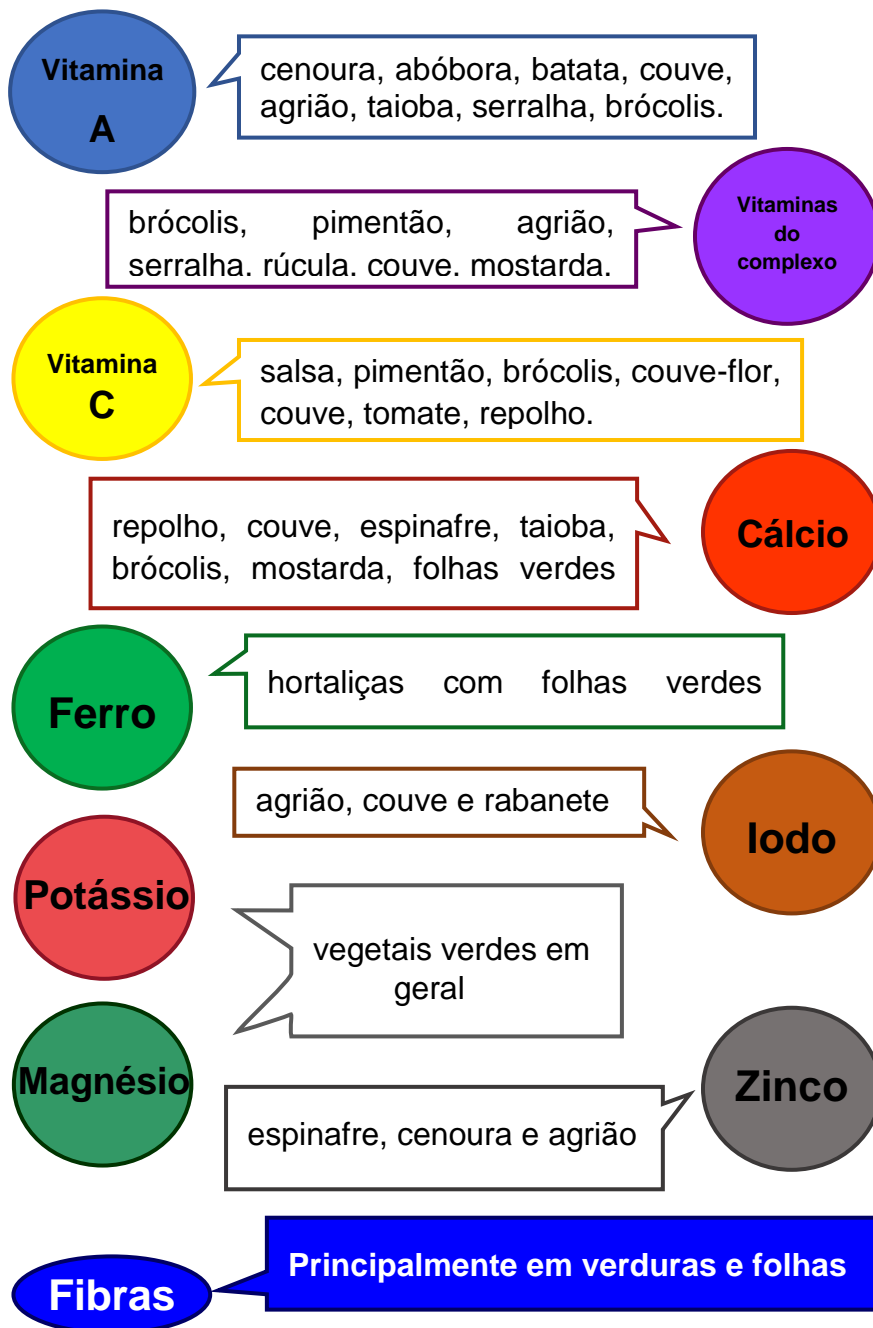 Vitamina
A
cenoura, abóbora, batata, couve,
agrião, taioba, serralha, brócolis.
brócolis, pimentão, agrião,
serralha. rúcula. couve. mostarda.
Vitaminas
do
complexo
Vitamina
C
salsa, pimentão, brócolis, couve-flor,
couve, tomate, repolho.
repolho, couve, espinafre, taioba,
brócolis, mostarda, folhas verdes
Cálcio
Ferro
hortaliças com folhas verdes
agrião, couve e rabanete
Iodo
Potássio
vegetais verdes em
geral
Magnésio
Zinco
espinafre, cenoura e agrião
Fibras
Principalmente em verduras e folhas